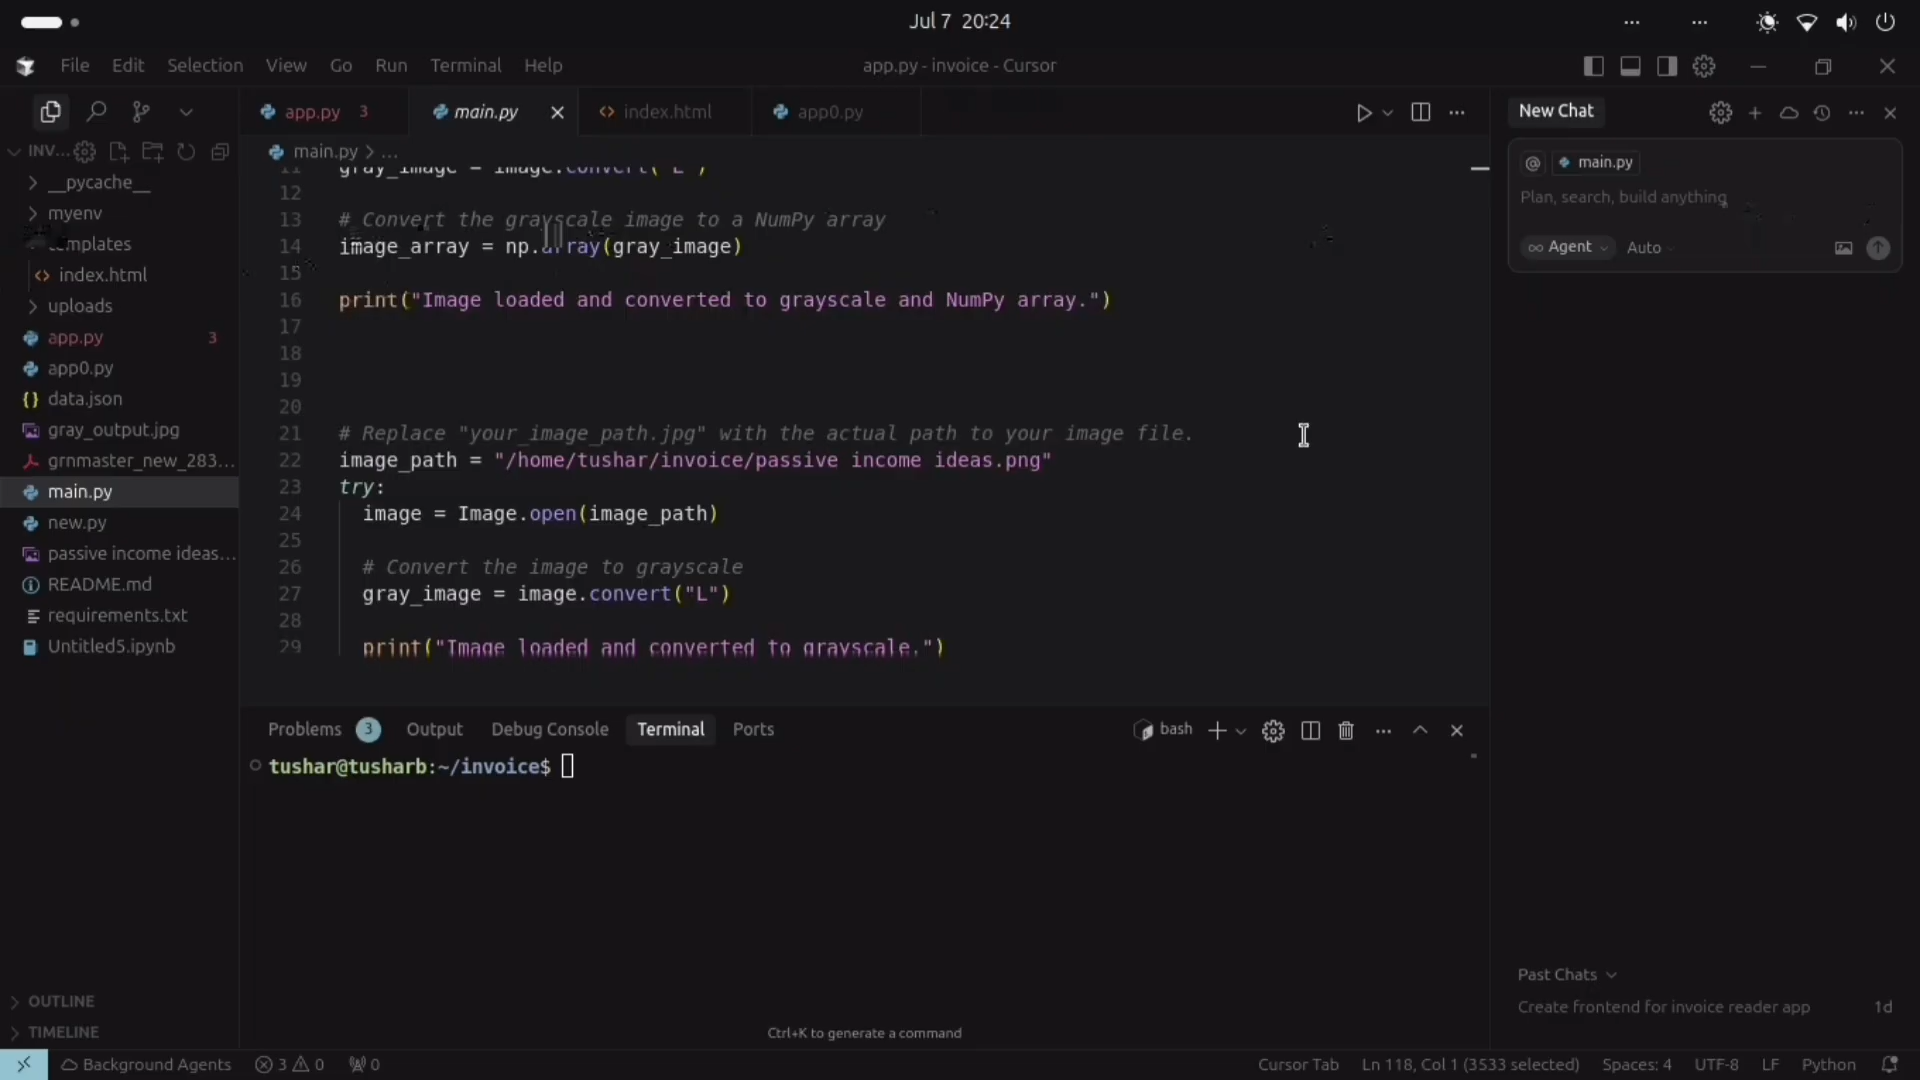 Jul 7 20:24
File Edit Selection View Go Run Terminal Help
app.py - invoice - Cursor
app.py 3 main.py index.html app0.py
INV...
main.py > ...
__pycache__
myenv
templates
index.html
uploads
app.py 3
app0.py
data.json
gray_output.jpg
grnmaster_new_283...
main.py
new.py
passive income ideas...
README.md
requirements.txt
Untitled5.ipynb
OUTLINE
TIMELINE
11 gray_image = image.convert("L")
12
13 # Convert the grayscale image to a NumPy array
14 image_array = np.array(gray_image)
15
16 print("Image loaded and converted to grayscale and NumPy array.")
17
18
19
20
21 # Replace "your_image_path.jpg" with the actual path to your image file.
22 image_path = "/home/tushar/invoice/passive income ideas.png"
23 try:
24 image = Image.open(image_path)
25
26 # Convert the image to grayscale
27 gray_image = image.convert("L")
28
29 print("Image loaded and converted to grayscale.")
Problems 3 Output Debug Console Terminal Ports
bash
tushar@tusharb:~/invoice$
Ctrl+K to generate a command
New Chat
@ main.py
Plan, search, build anything
∞ Agent Auto
Past Chats
Create frontend for invoice reader app 1d
Background Agents 3 0 0
Cursor Tab Ln 118, Col 1 (3533 selected) Spaces: 4 UTF-8 LF Python